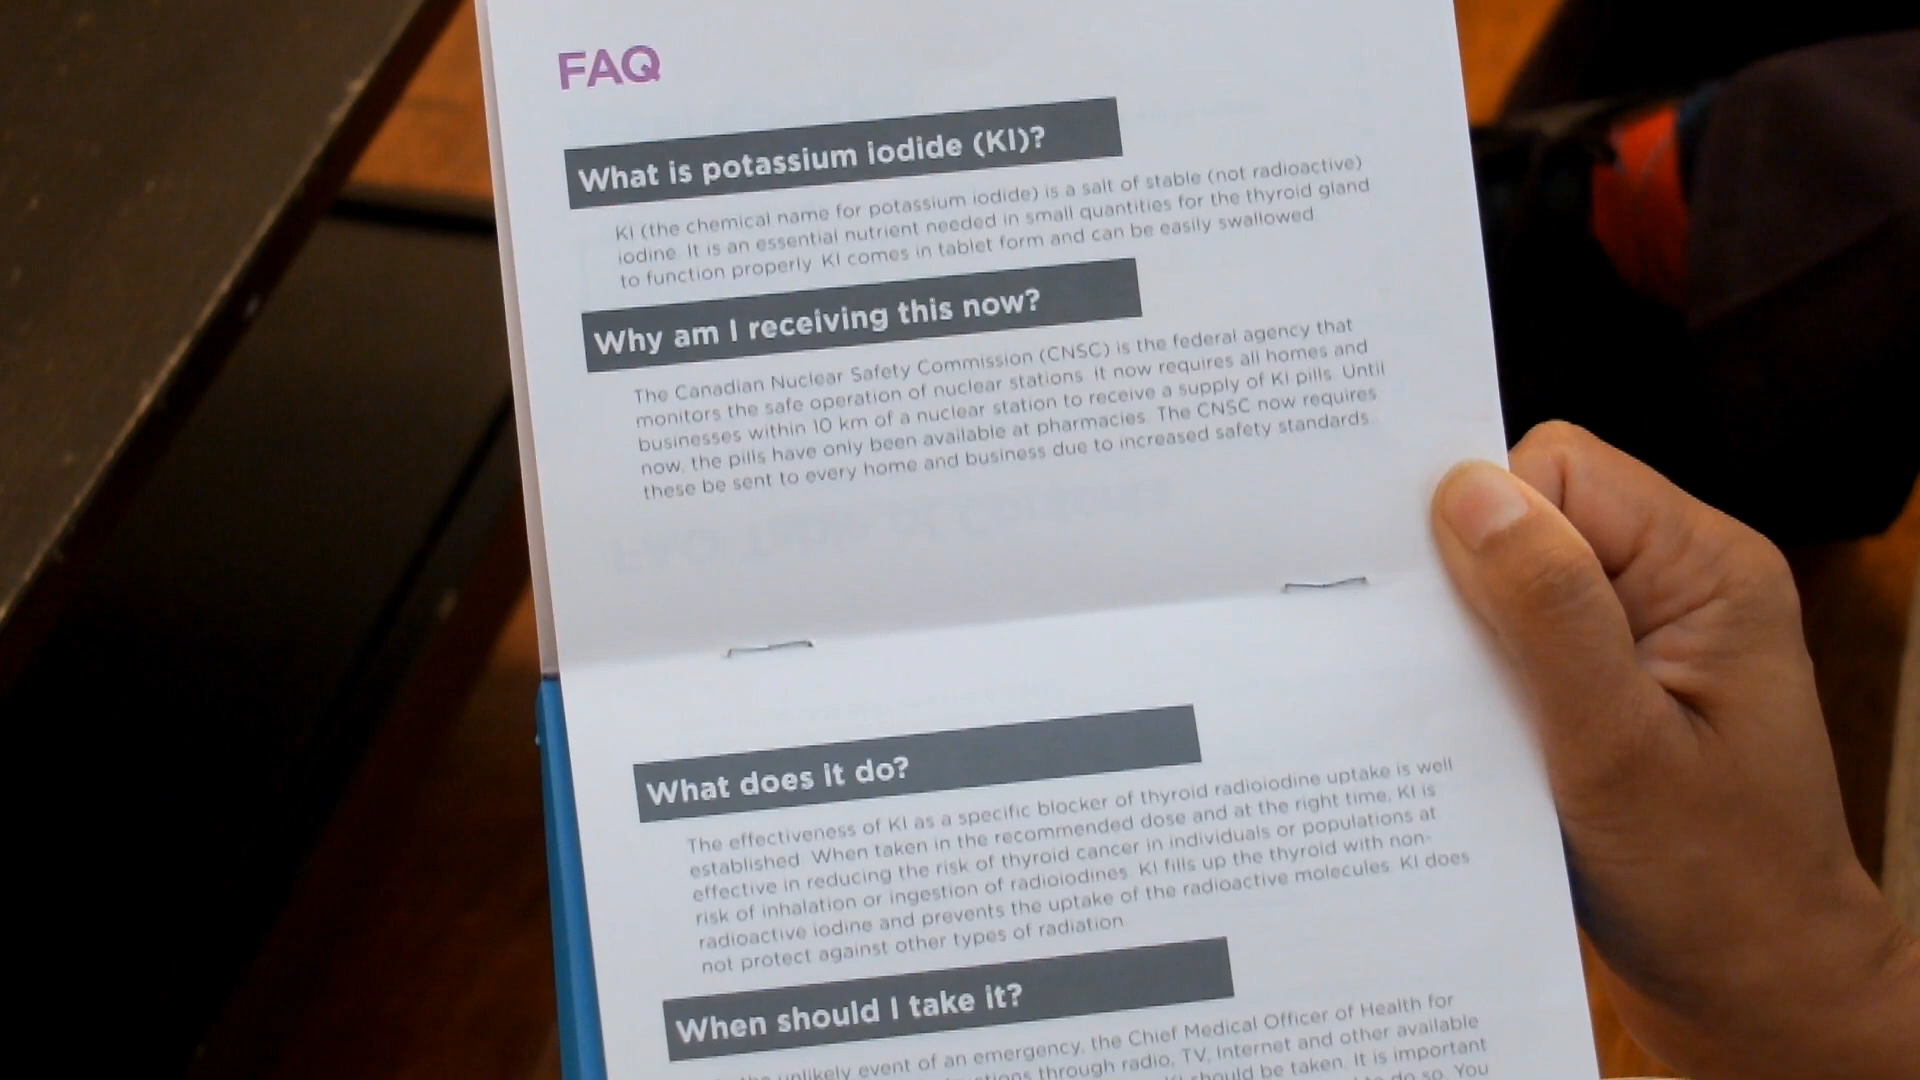 FAQ
What is potassium iodide (KI)?
KI (the chemical name for potassium iodide) is a salt of stable (not radioactive)
iodine. It is an essential nutrient needed in small quantities for the thyroid gland
to function properly. KI comes in tablet form and can be easily swallowed.
Why am I receiving this now?
The Canadian Nuclear Safety Commission (CNSC) is the federal agency that
monitors the safe operation of nuclear stations. It now requires all homes and
businesses within 10 km of a nuclear station to receive a supply of KI pills. Until
now, the pills have only been available at pharmacies. The CNSC now requires
these be sent to every home and business due to increased safety standards.
What does it do?
The effectiveness of KI as a specific blocker of thyroid radioiodine uptake is well
established. When taken in the recommended dose and at the right time, KI is
effective in reducing the risk of thyroid cancer in individuals or populations at
risk of inhalation or ingestion of radioiodines. KI fills up the thyroid with non-
radioactive iodine and prevents the uptake of the radioactive molecules. KI does
not protect against other types of radiation.
When should I take it?
the unlikely event of an emergency, the Chief Medical Officer of Health for
through radio, TV, Internet and other available
KI should be taken. It is important
to do so. You